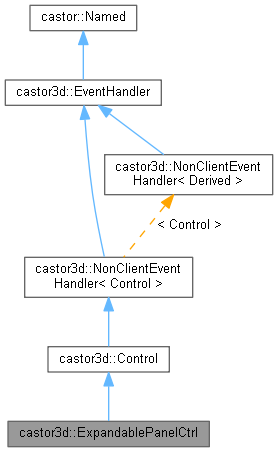 castor::Named
castor3d::EventHandler
castor3d::NonClientEvent
Handler< Derived >
< Control >
castor3d::NonClientEvent
Handler< Control >
castor3d::Control
castor3d::ExpandablePanelCtrl